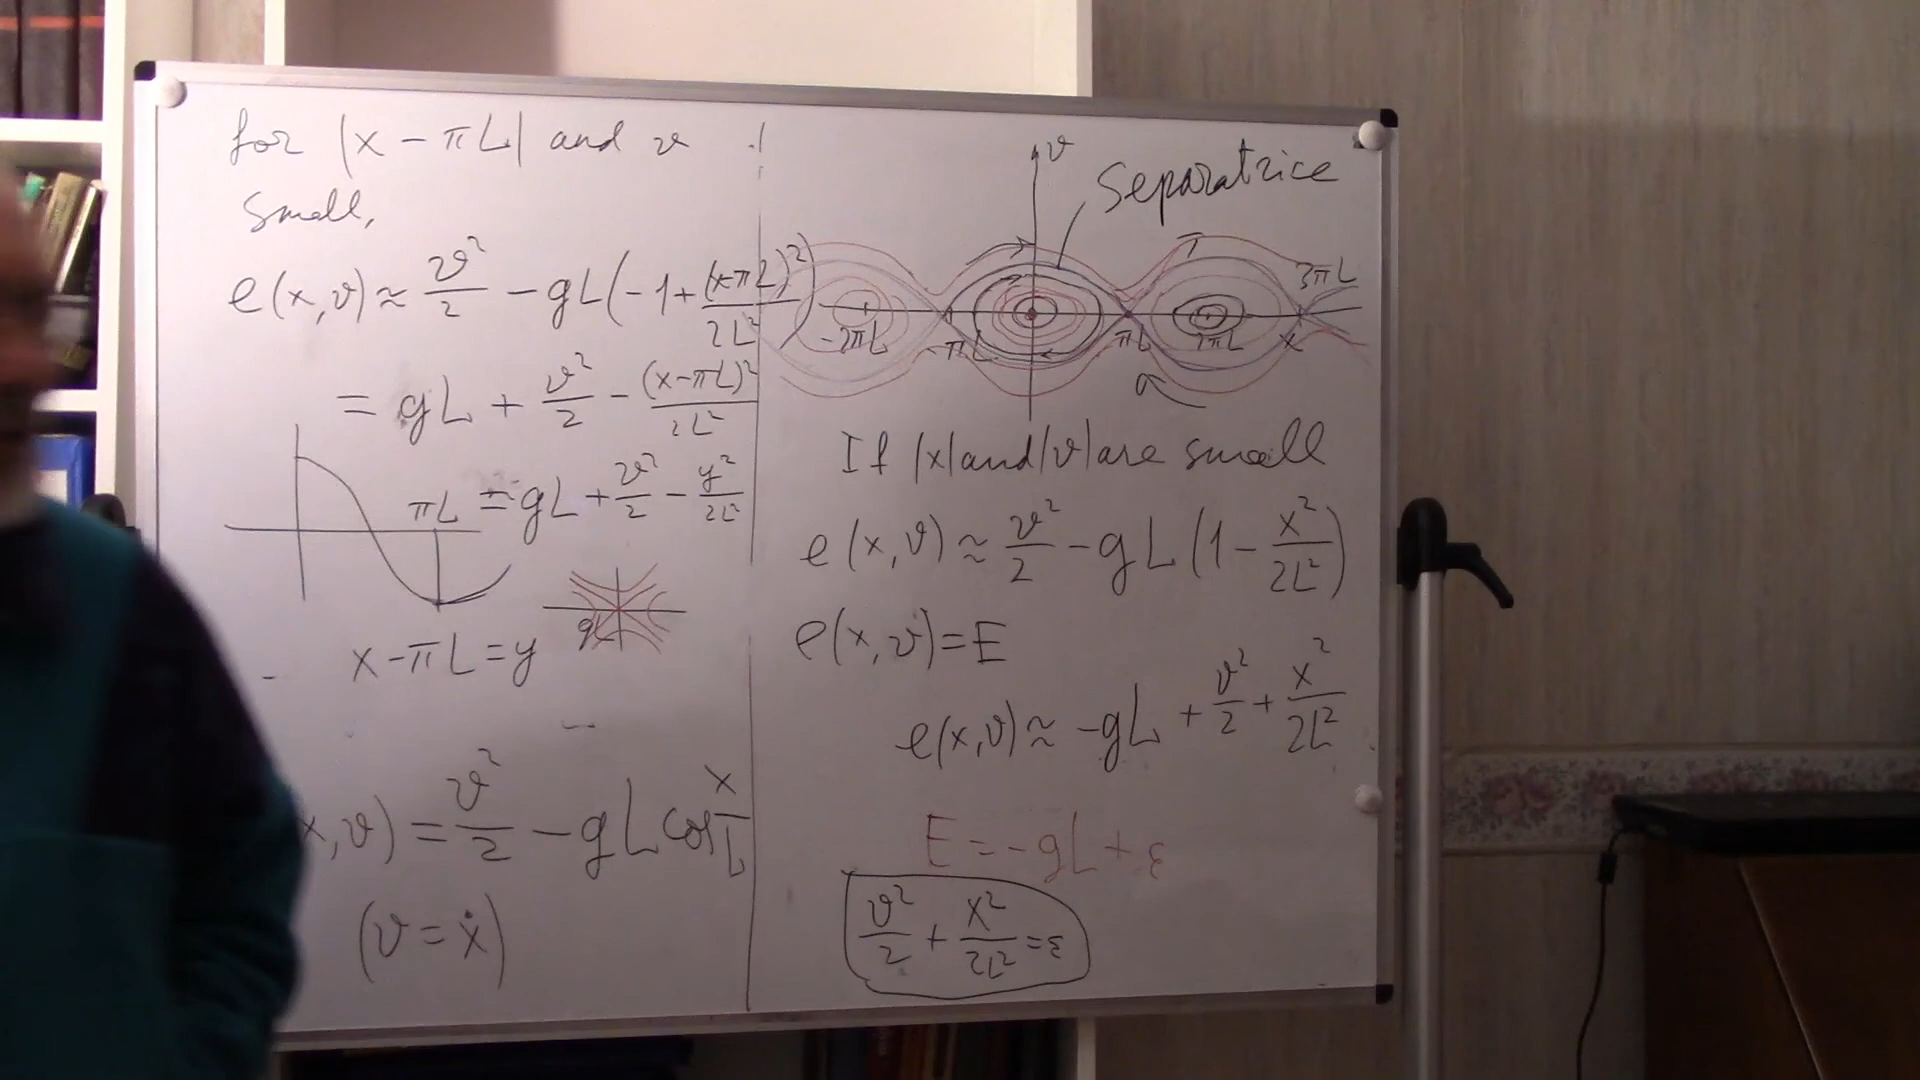 for |x - πL| and v
small,
e(x,v) ≈ v²/2 - gL(-1 + (x-πL)²/2L²)
= gL + v²/2 - (x-πL)²/2L²
πL = gL + v²/2 - y²/2L²
gL
x - πL = y
x,v) = v²/2 - gL cos x/L
(v = ẋ)
v
Separatrice
3πL
-2πL -πL πL 2πL x
If |x| and |v| are small
e(x,v) ≈ v²/2 - gL(1 - x²/2L²)
e(x,v) = E
e(x,v) ≈ -gL + v²/2 + x²/2L²
E = -gL + ε
v²/2 + x²/2L² = ε